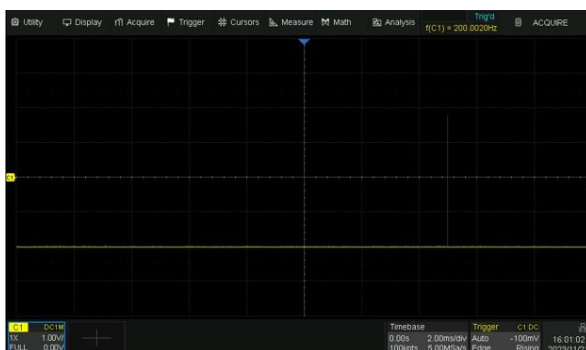 Utility Display Acquire Trigger Cursors Measure Math Analysis Trig'd ACQUIRE
f(C1) = 200.0020Hz
C1
C1 DC1M
1X 1.00V/
FULL 0.00V
Timebase
0.00s 2.00ms/div
100kpts 5.00MSa/s
Trigger C1 DC
Auto -100mV
Edge Rising
16:01:02